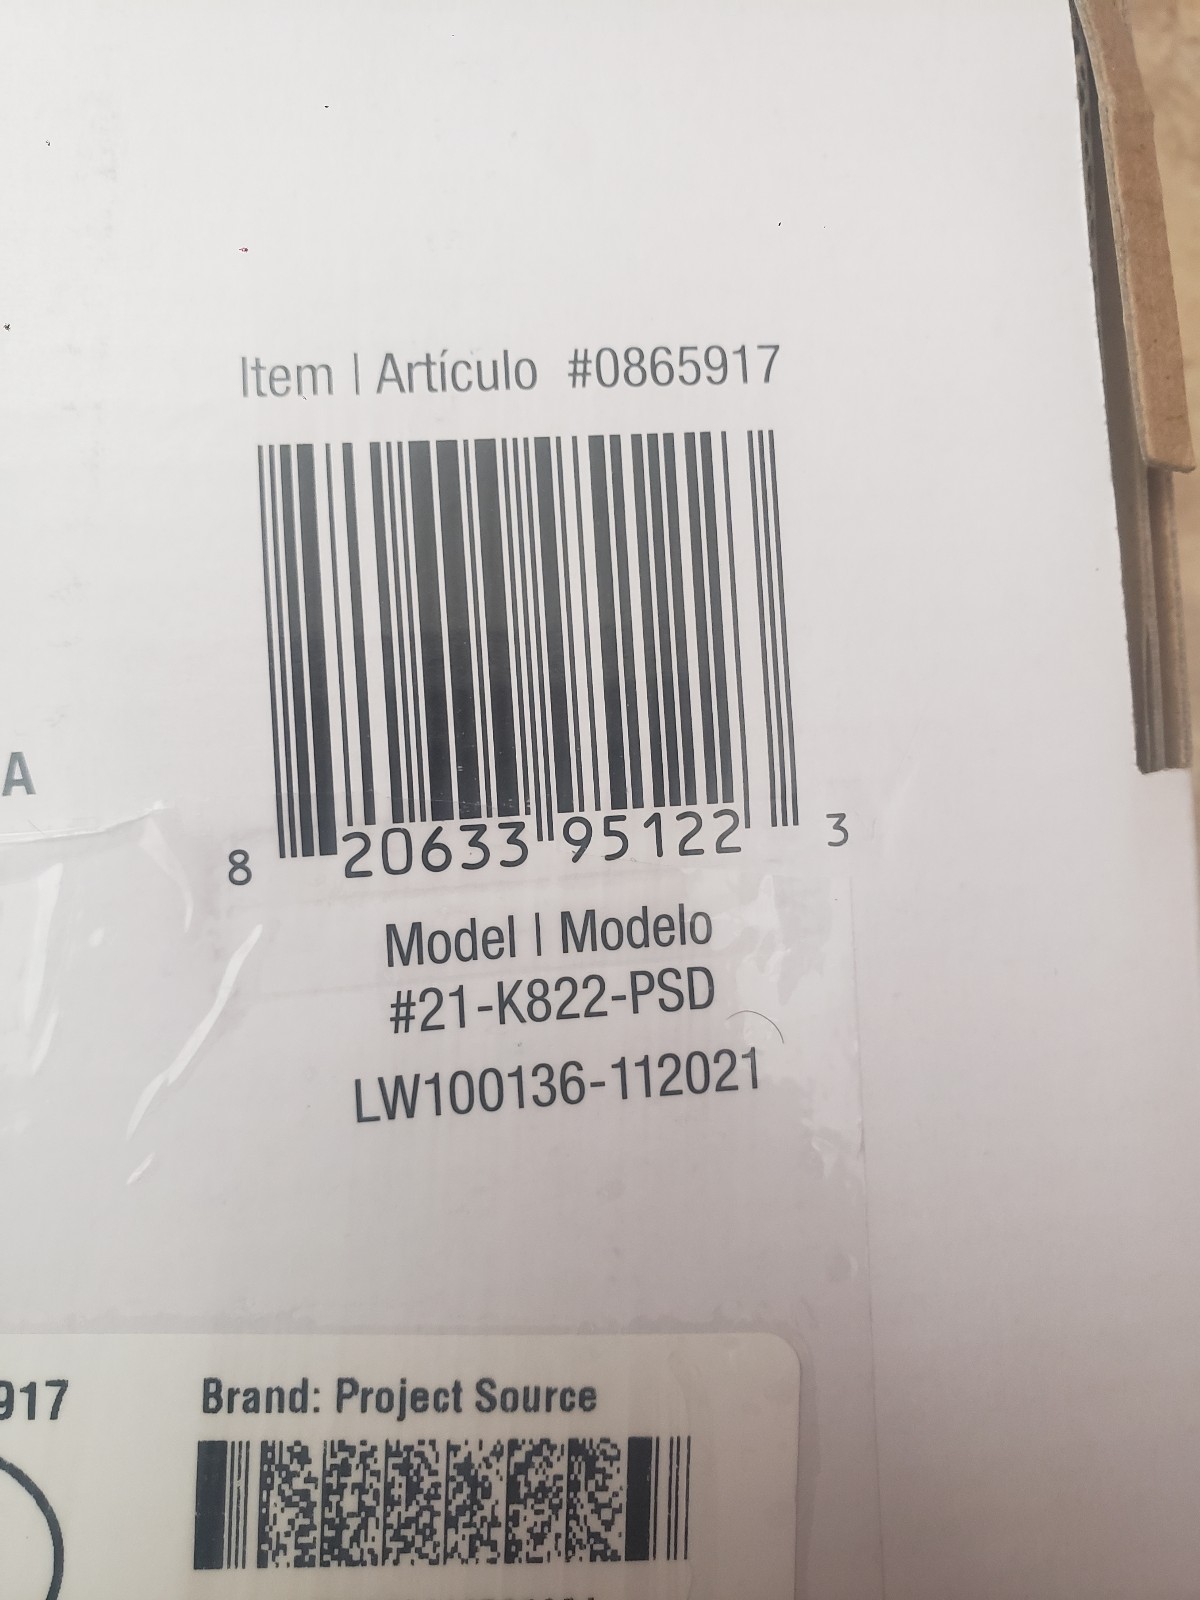 Item | Artículo #0865917
A
8 20633 95122 3
Model | Modelo
#21-K822-PSD
LW100136-112021
917 Brand: Project Source